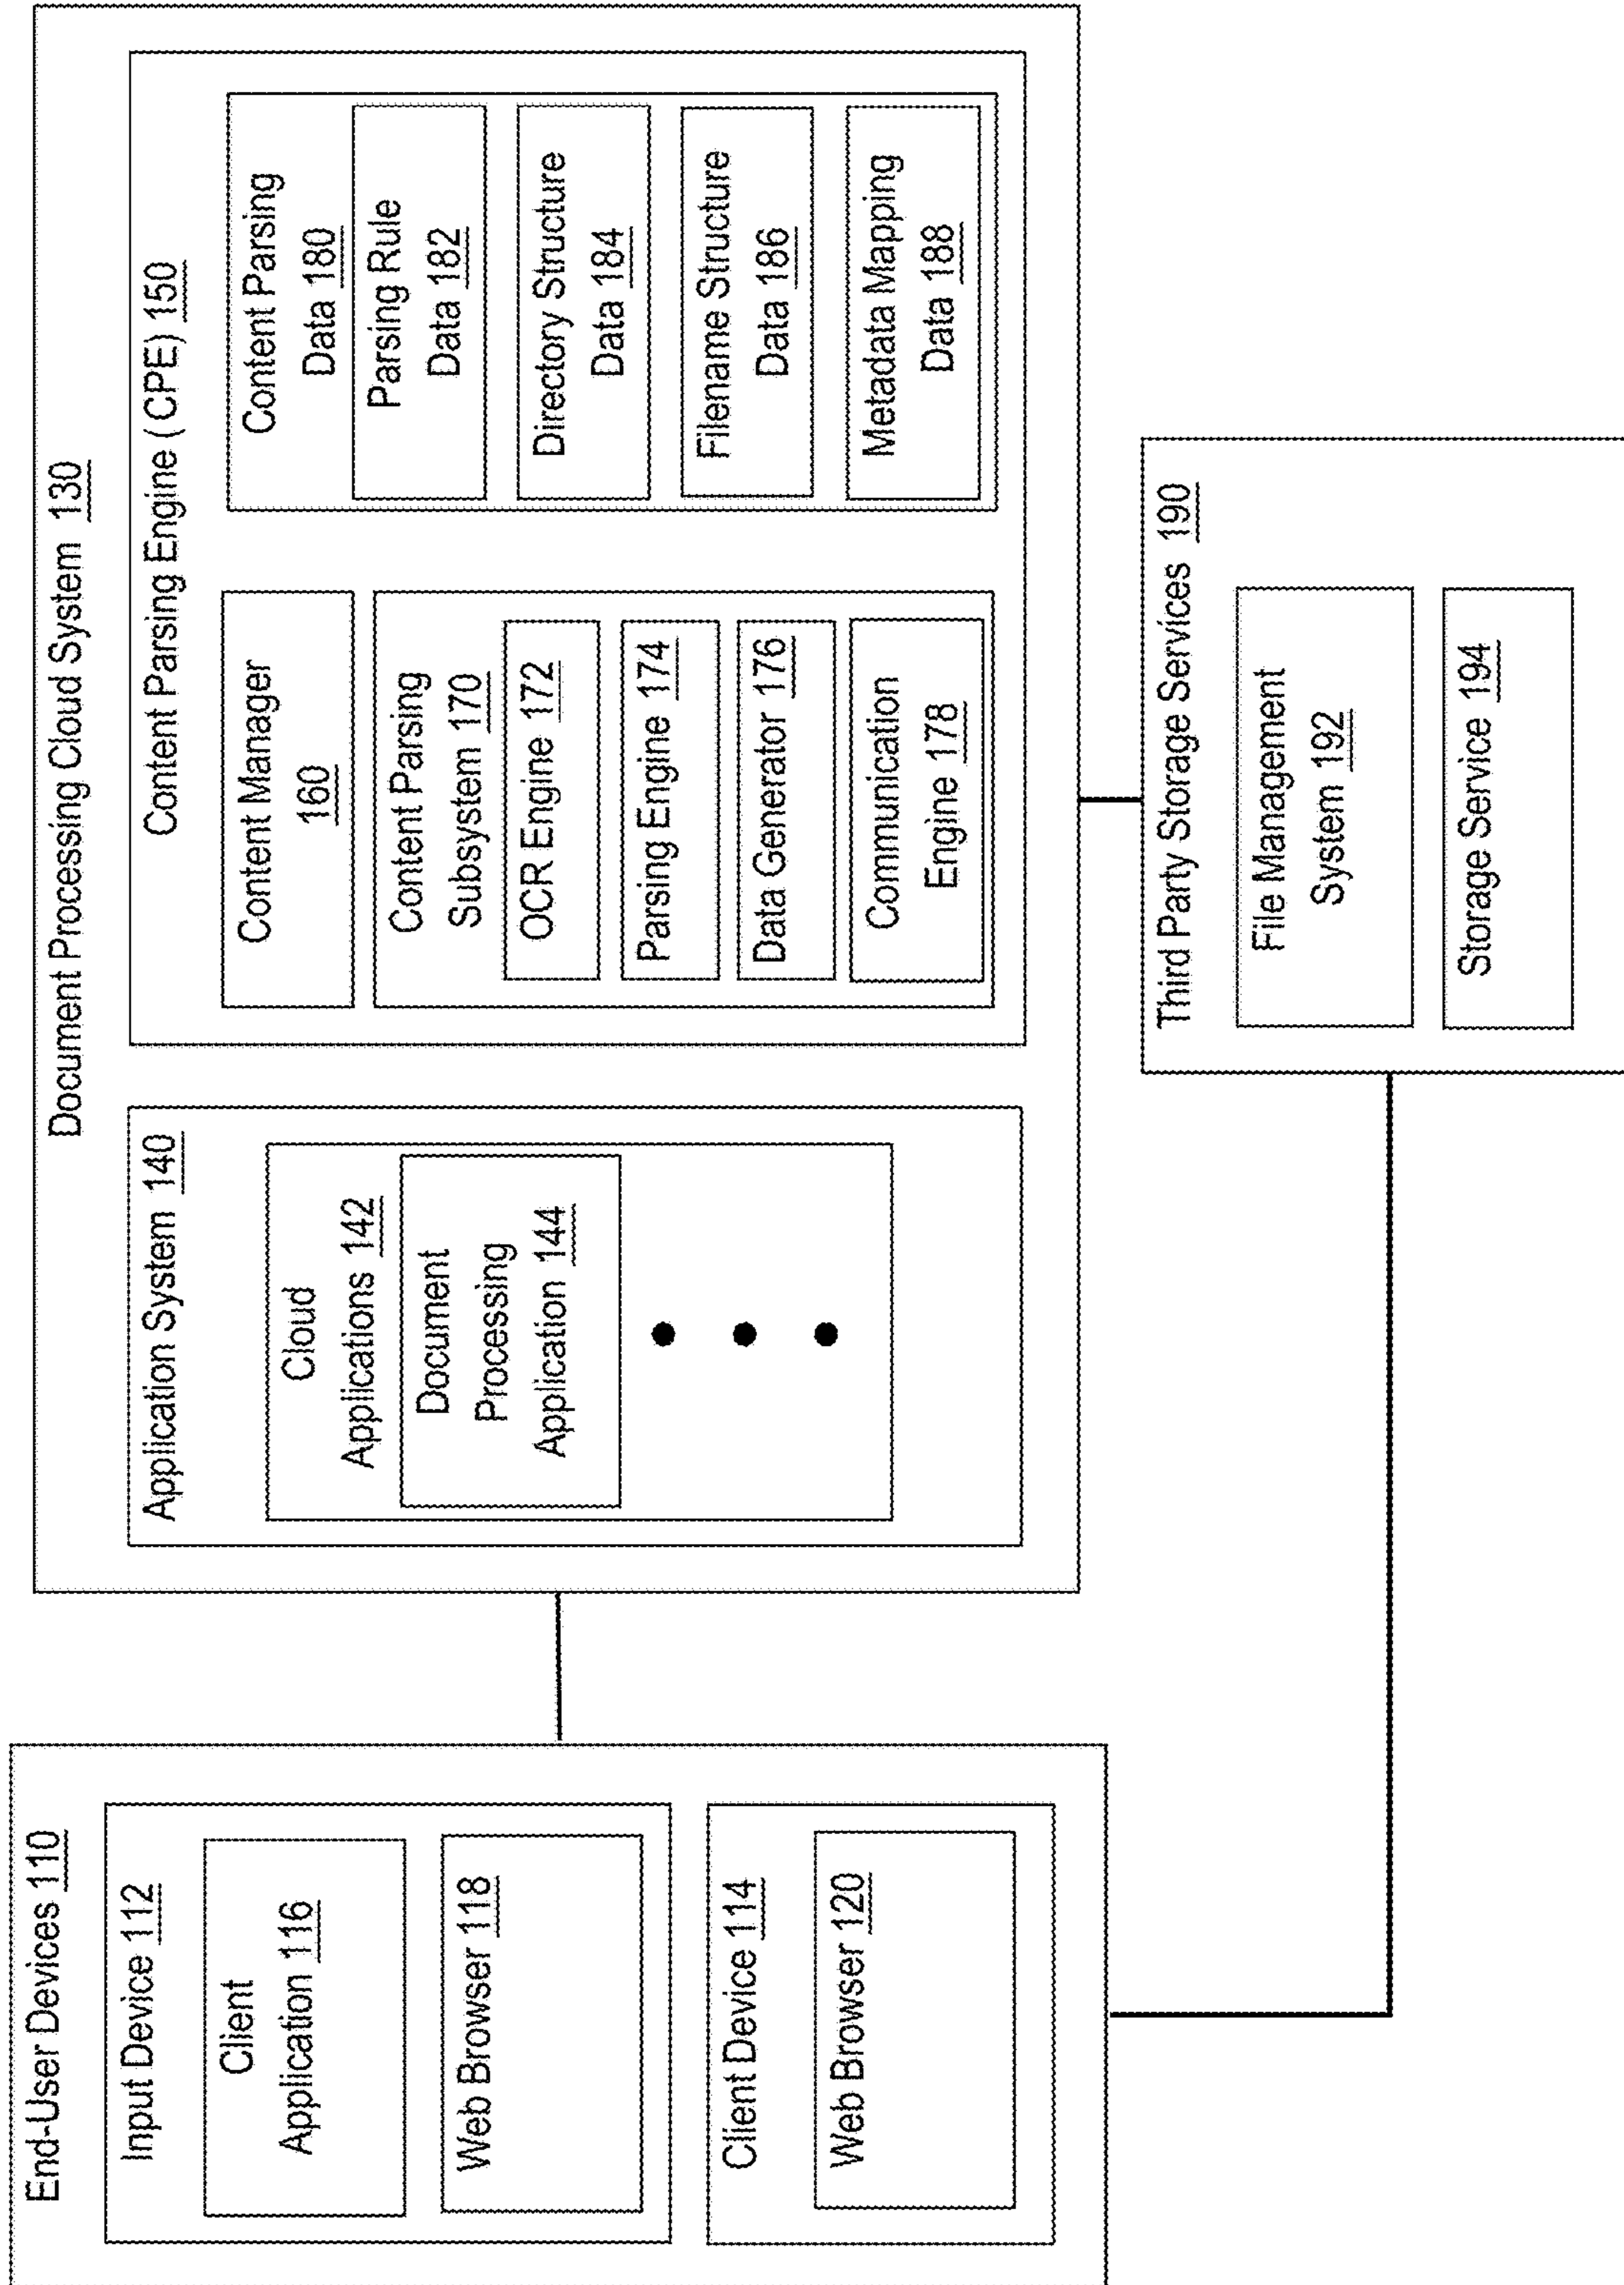 End-User Devices 110
Input Device 112
Client
Application 116
Web Browser 118
Client Device 114
Web Browser 120
Document Processing Cloud System 130
Application System 140
Cloud
Applications 142
Document
Processing
Application 144
Content Parsing Engine ( CPE) 150
Content Manager
160
Content Parsing
Subsystem 170
OCR Engine 172
Parsing Engine 174
Data Generator 176
Communication
Engine 178
Content Parsing
Data 180
Parsing Rule
Data 182
Directory Structure
Data 184
Filename Structure
Data 186
Metadata Mapping
Data 188
Third Party Storage Services 190
File Management
System 192
Storage Service 194